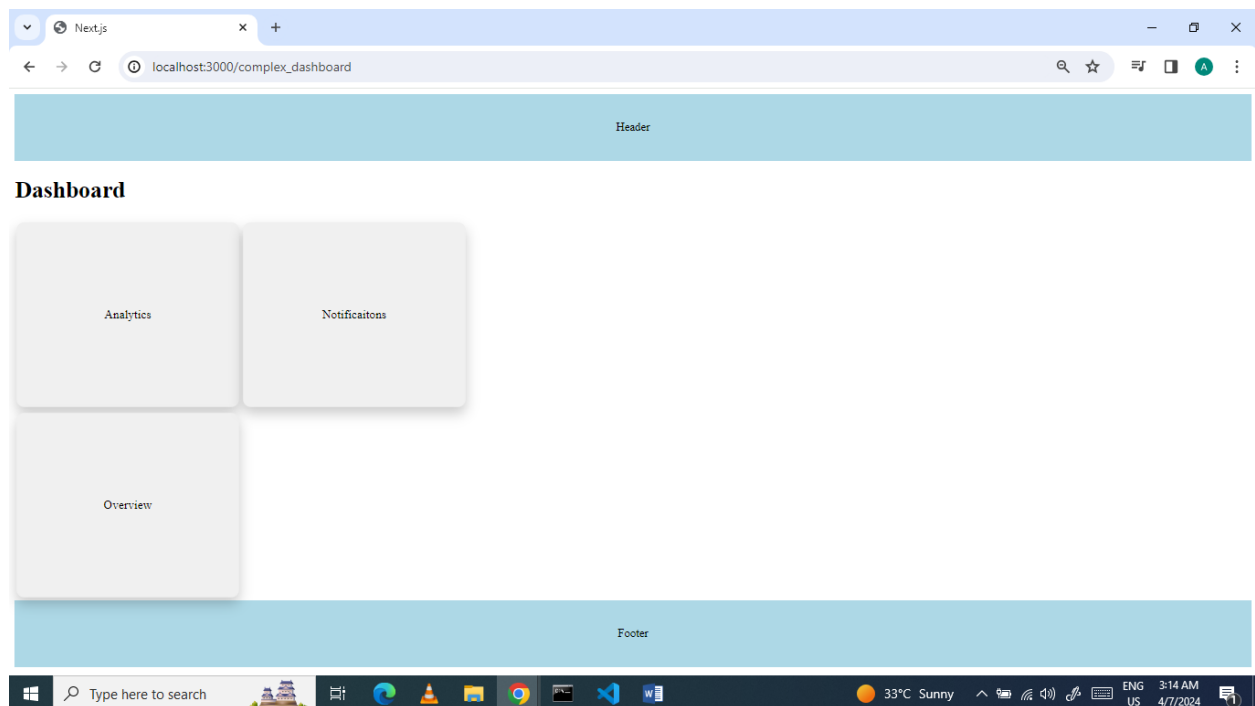 Next.js
localhost:3000/complex_dashboard
A
Header
Dashboard
Analytics
Notificaitons
Overview
Footer
Type here to search
33°C Sunny
ENG
US
3:14 AM
4/7/2024
1